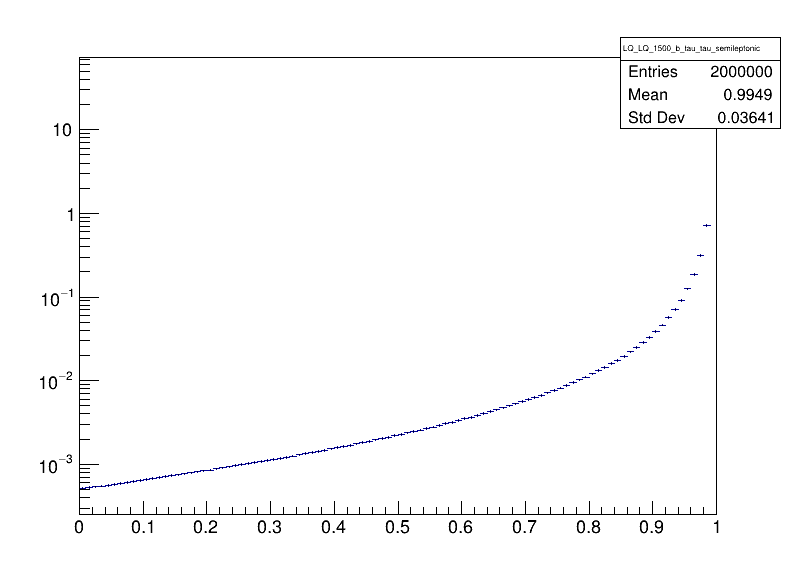 LQ_LQ_1500_b_tau_tau_semileptonic
Entries 2000000
Mean 0.9949
Std Dev 0.03641
10
1
10⁻¹
10⁻²
10⁻³
0 0.1 0.2 0.3 0.4 0.5 0.6 0.7 0.8 0.9 1